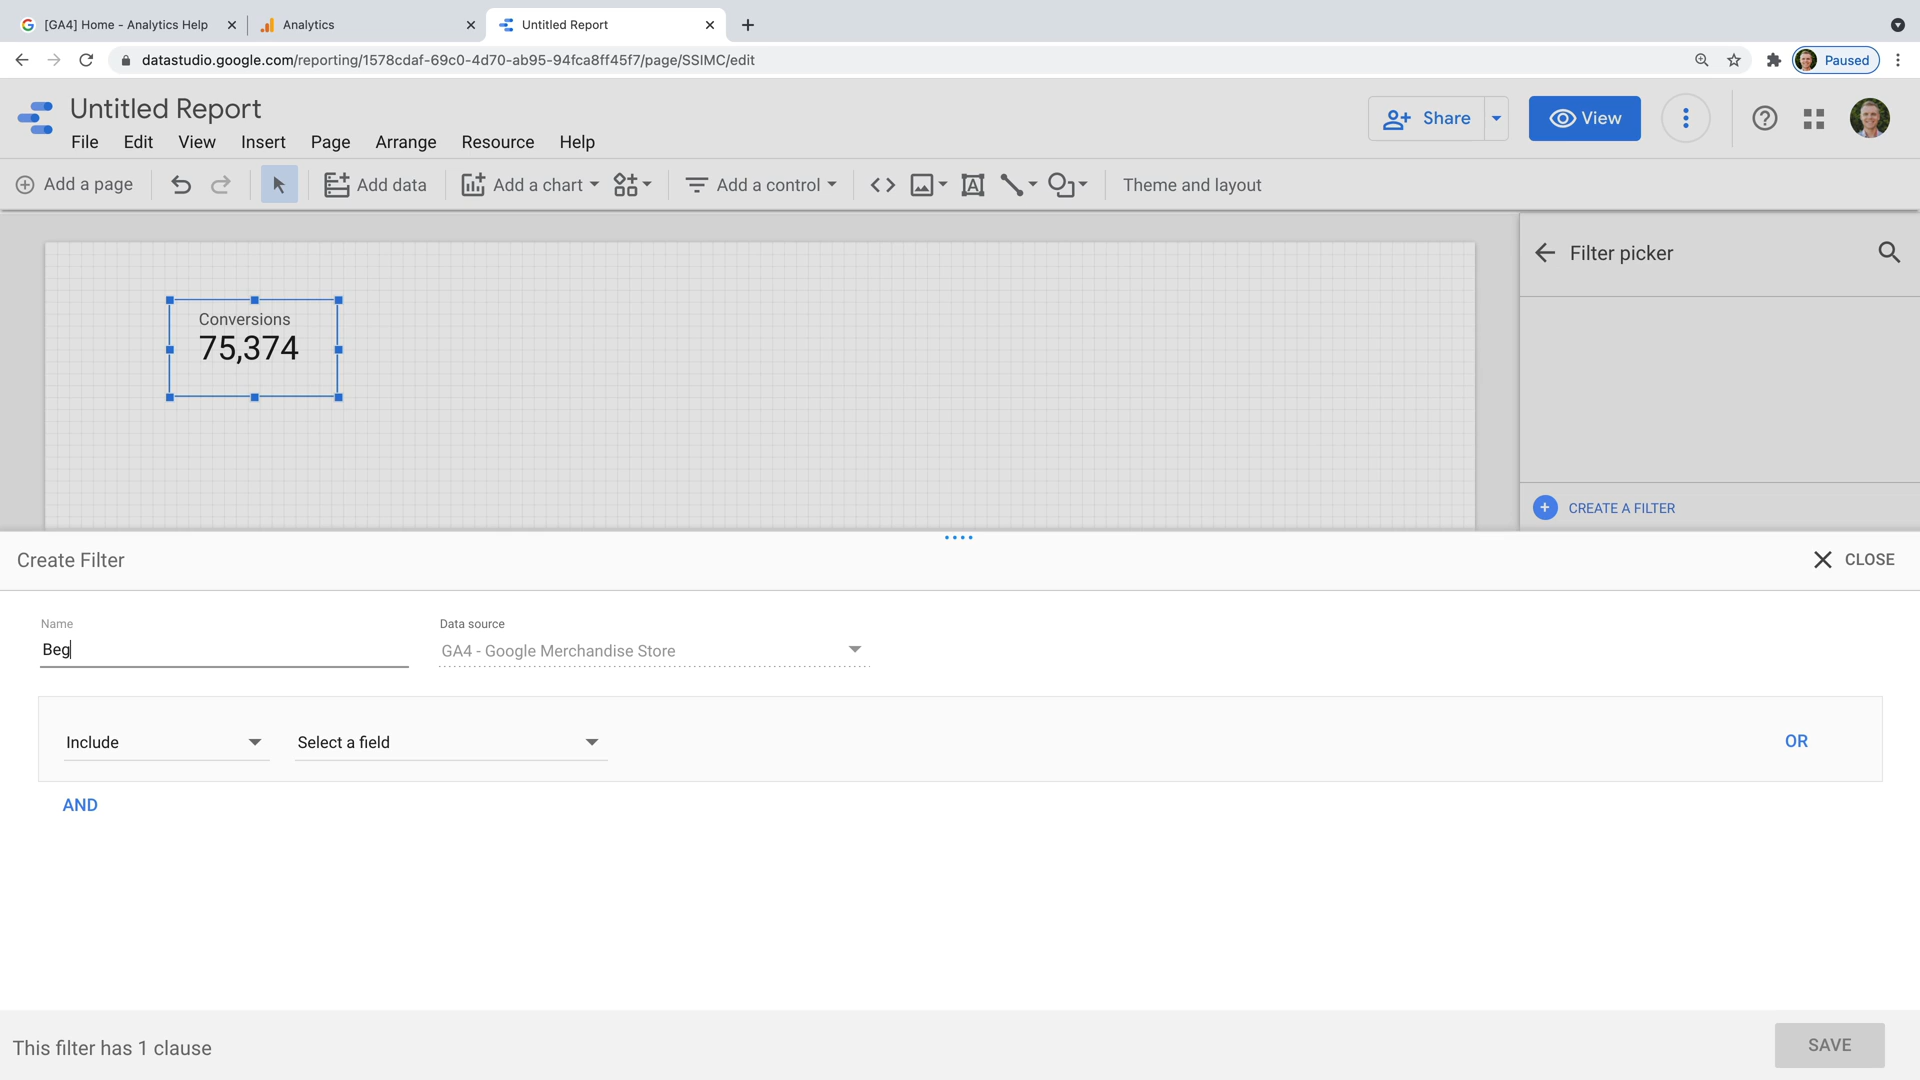 [GA4] Home - Analytics Help
Analytics
Untitled Report
datastudio.google.com/reporting/1578cdaf-69c0-4d70-ab95-94fca8ff45f7/page/SSIMC/edit
Paused
Untitled Report
File Edit View Insert Page Arrange Resource Help
Share
View
Add a page
Add data
Add a chart
Add a control
Theme and layout
Conversions
75,374
Filter picker
CREATE A FILTER
Create Filter
CLOSE
Name
Beg
Data source
GA4 - Google Merchandise Store
Include
Select a field
OR
AND
This filter has 1 clause
SAVE